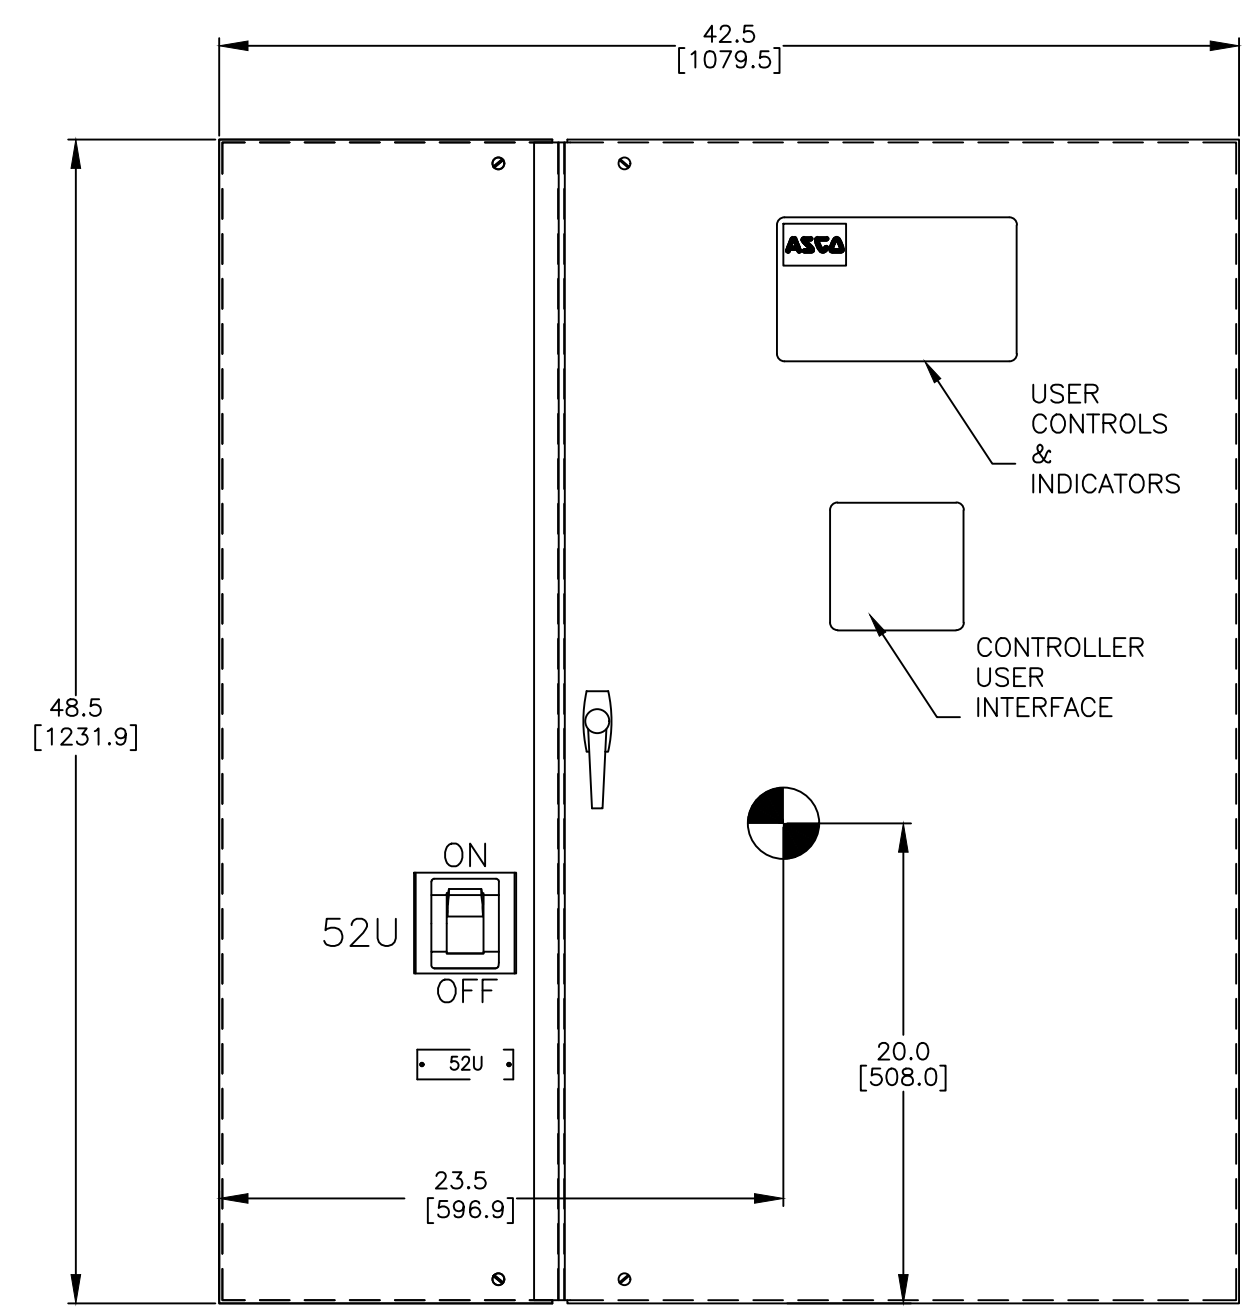 42.5
[1079.5]
ASCO
USER
CONTROLS
&
INDICATORS
CONTROLLER
USER
INTERFACE
48.5
[1231.9]
ON
52U
OFF
52U
20.0
[508.0]
23.5
[596.9]